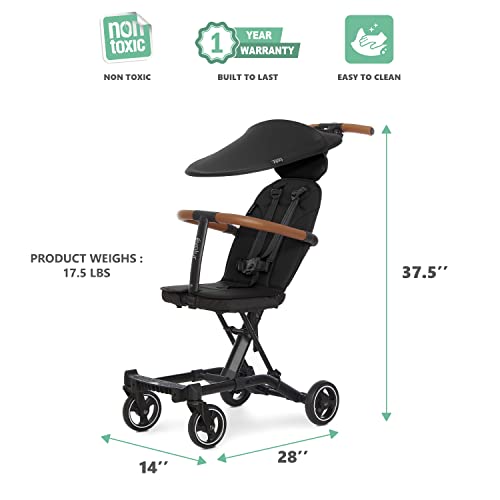 non
toxic
NON TOXIC
1 YEAR
WARRANTY
BUILT TO LAST
EASY TO CLEAN
PRODUCT WEIGHS :
17.5 LBS
37.5’’
14’’
28’’